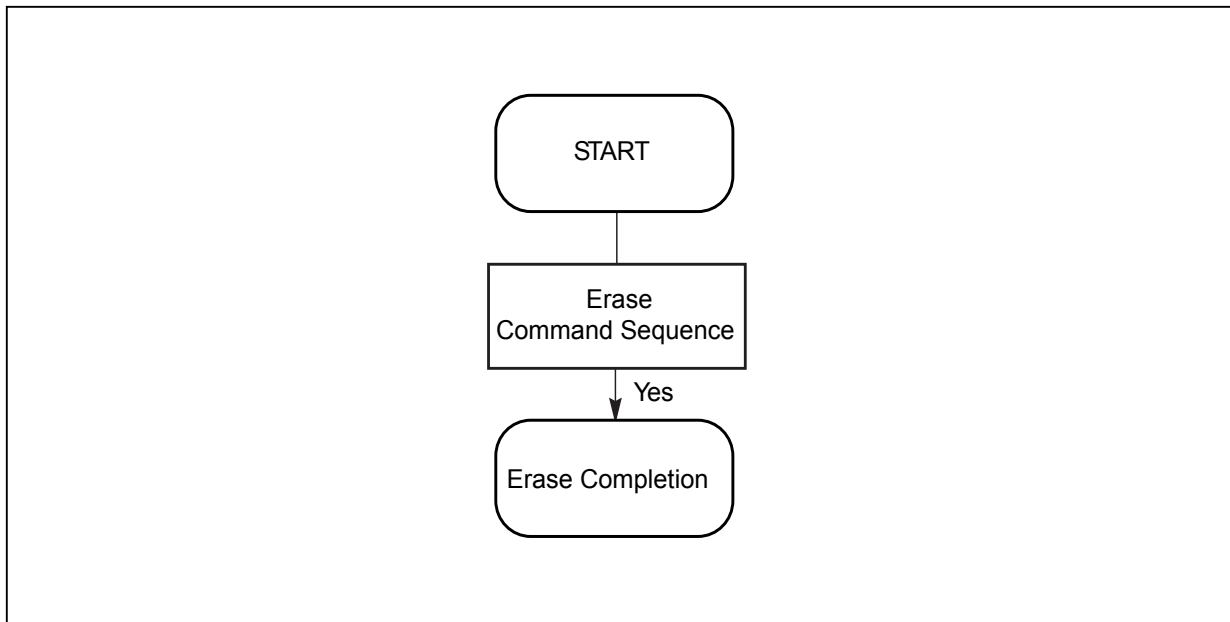 START
Erase
Command Sequence
Yes
Erase Completion